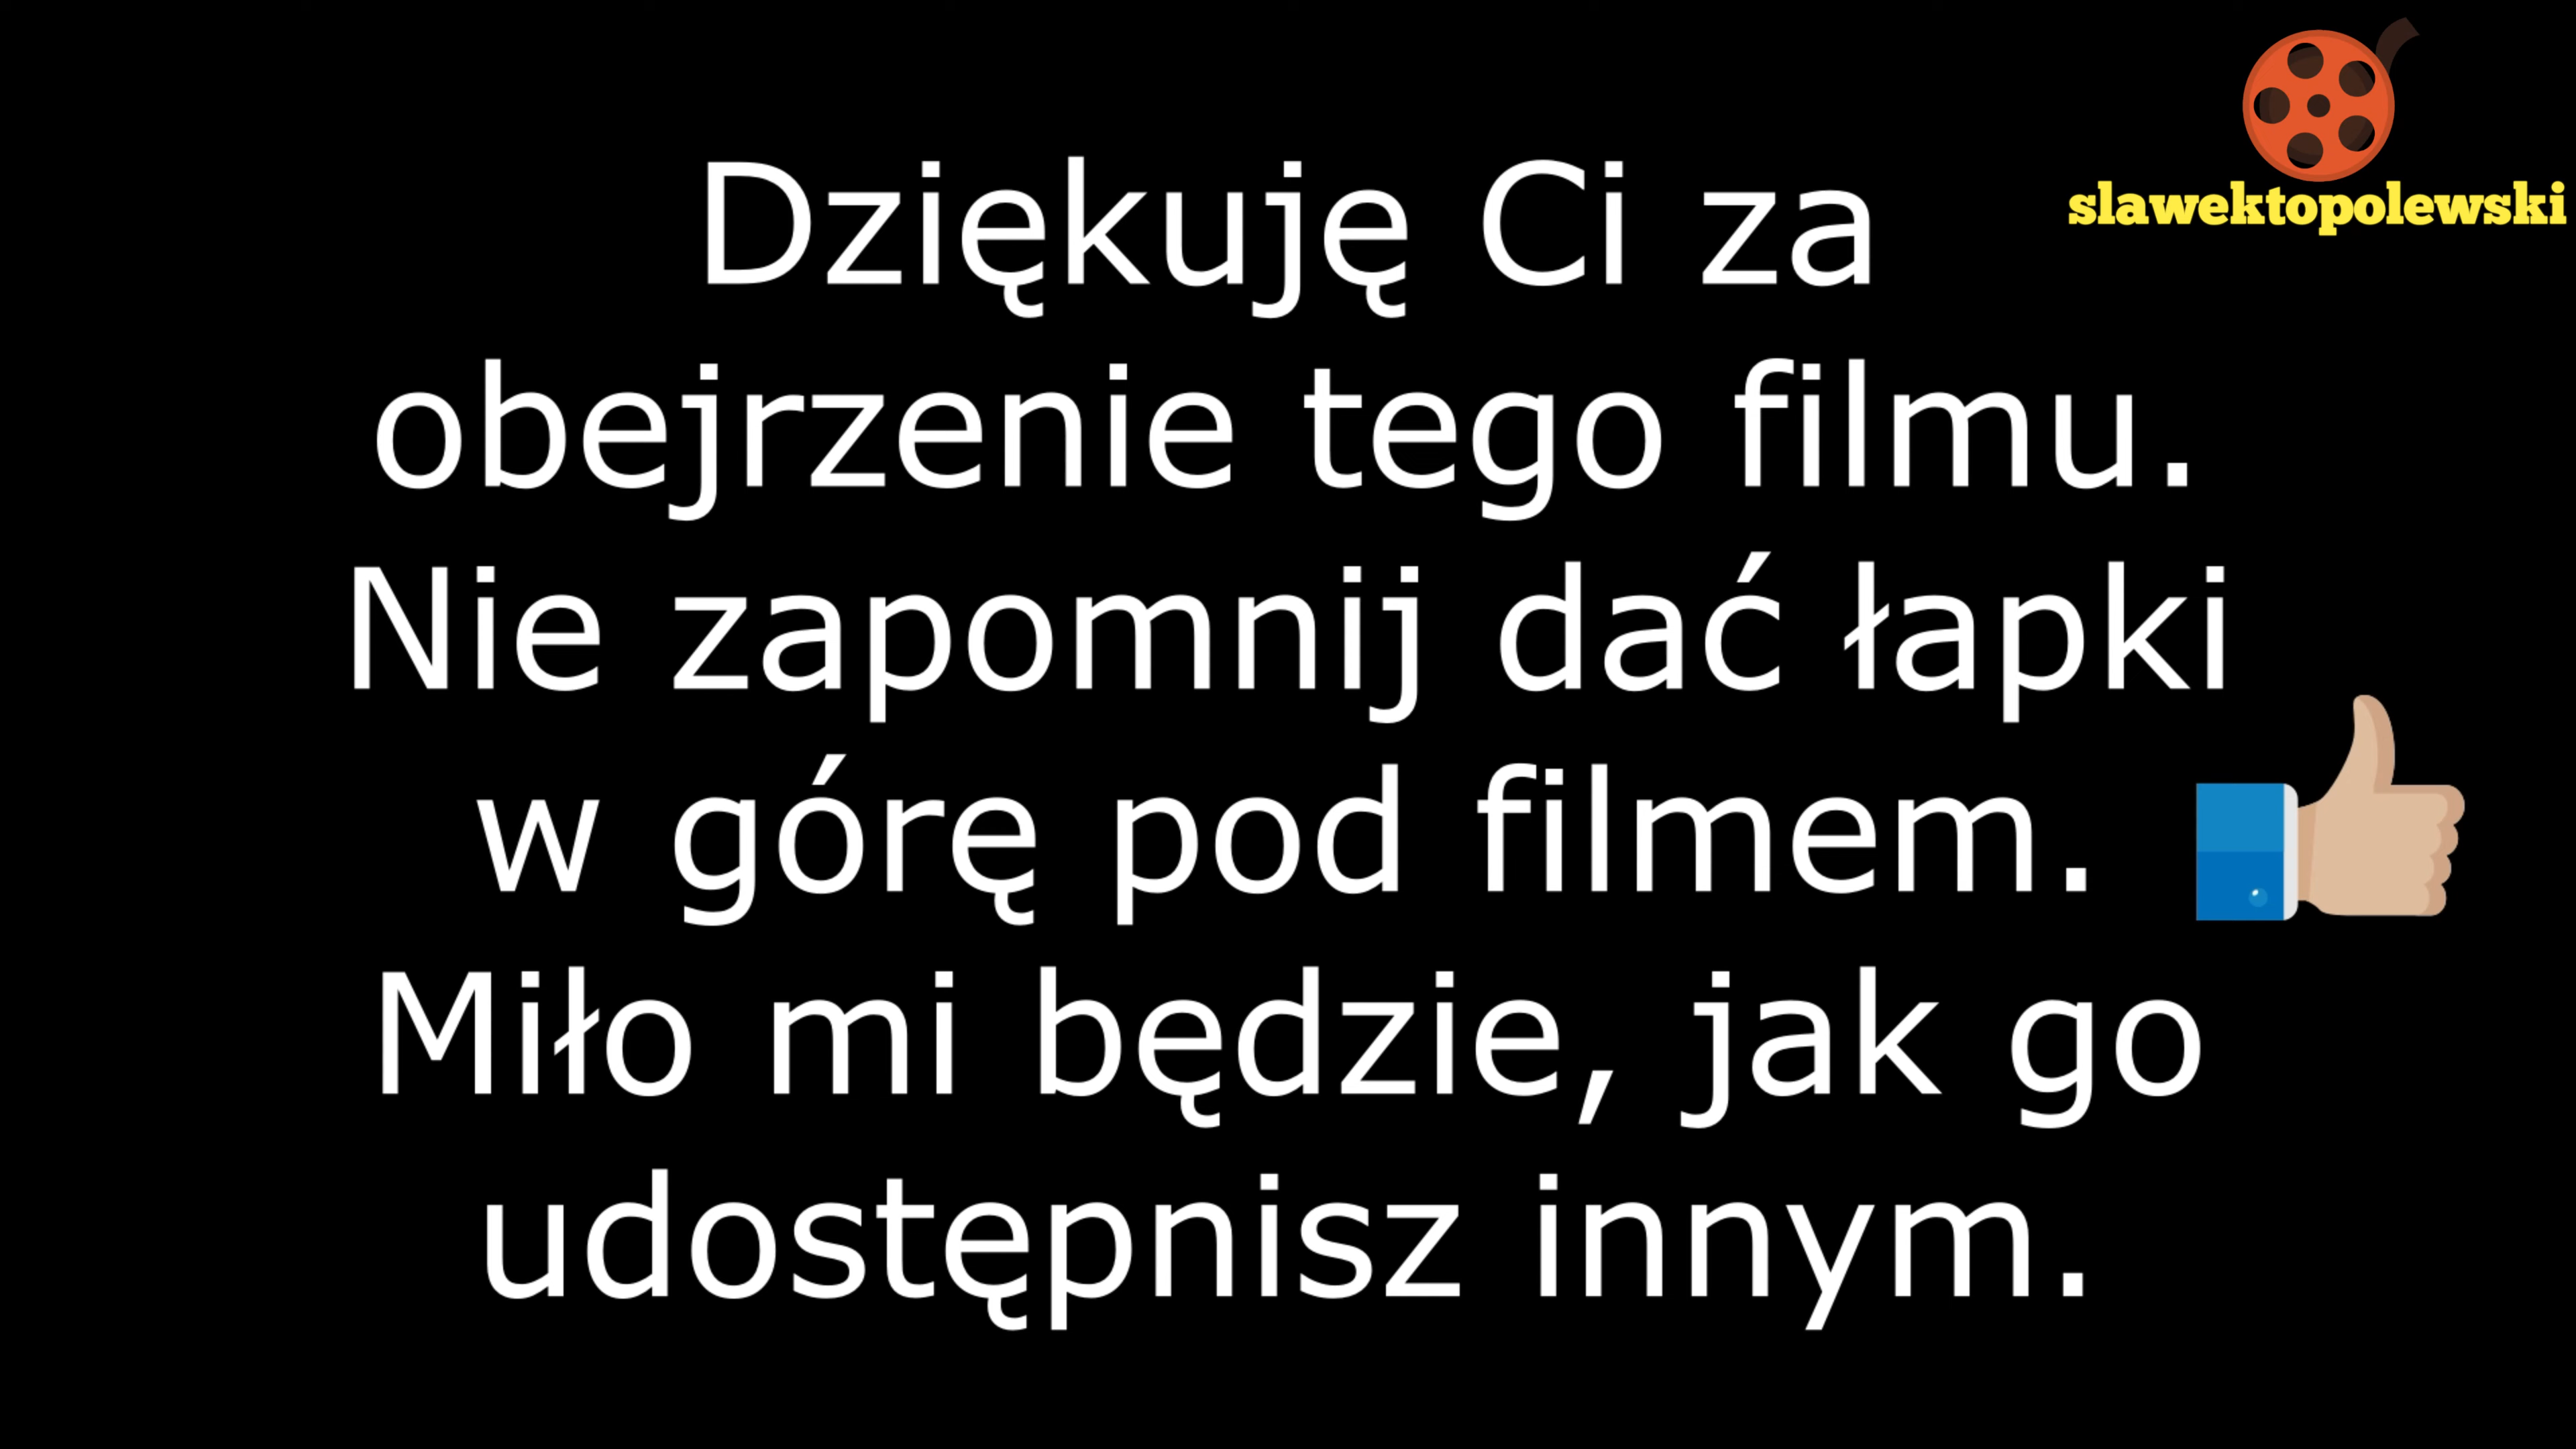 slawektopolewski
Dziękuję Ci za
obejrzenie tego filmu.
Nie zapomnij dać łapki
w górę pod filmem.
Miło mi będzie, jak go
udostępnisz innym.